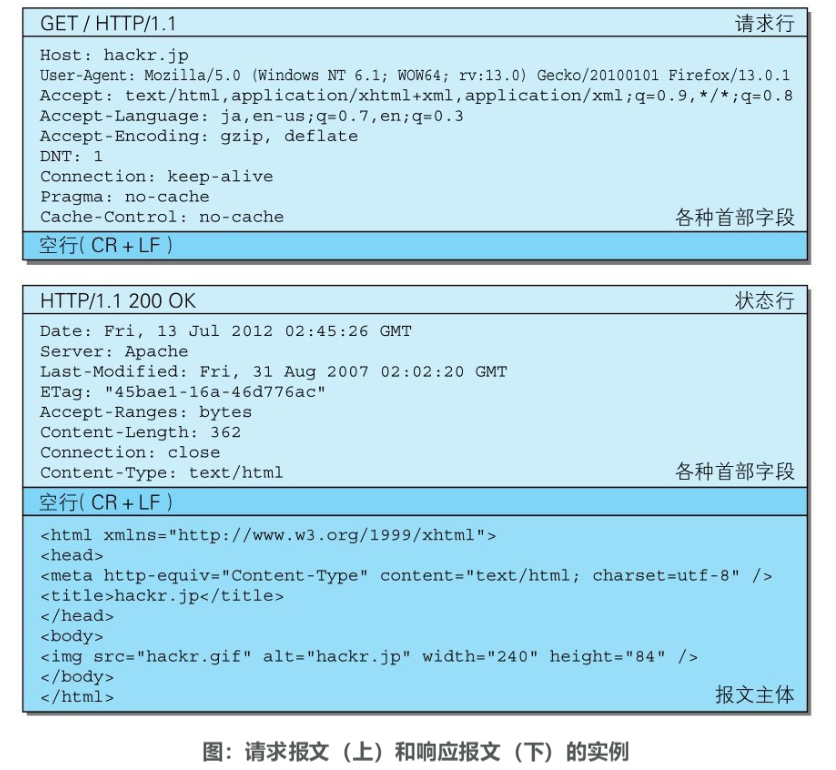 GET / HTTP/1.1 请求行
Host: hackr.jp
User-Agent: Mozilla/5.0 (Windows NT 6.1; WOW64; rv:13.0) Gecko/20100101 Firefox/13.0.1
Accept: text/html,application/xhtml+xml,application/xml;q=0.9,*/*;q=0.8
Accept-Language: ja,en-us;q=0.7,en;q=0.3
Accept-Encoding: gzip, deflate
DNT: 1
Connection: keep-alive
Pragma: no-cache
Cache-Control: no-cache 各种首部字段
空行( CR + LF )
HTTP/1.1 200 OK 状态行
Date: Fri, 13 Jul 2012 02:45:26 GMT
Server: Apache
Last-Modified: Fri, 31 Aug 2007 02:02:20 GMT
ETag: "45bae1-16a-46d776ac"
Accept-Ranges: bytes
Content-Length: 362
Connection: close
Content-Type: text/html 各种首部字段
空行( CR + LF )
<html xmlns="http://www.w3.org/1999/xhtml">
<head>
<meta http-equiv="Content-Type" content="text/html; charset=utf-8" />
<title>hackr.jp</title>
</head>
<body>
<img src="hackr.gif" alt="hackr.jp" width="240" height="84" />
</body>
</html> 报文主体
图：请求报文（上）和响应报文（下）的实例